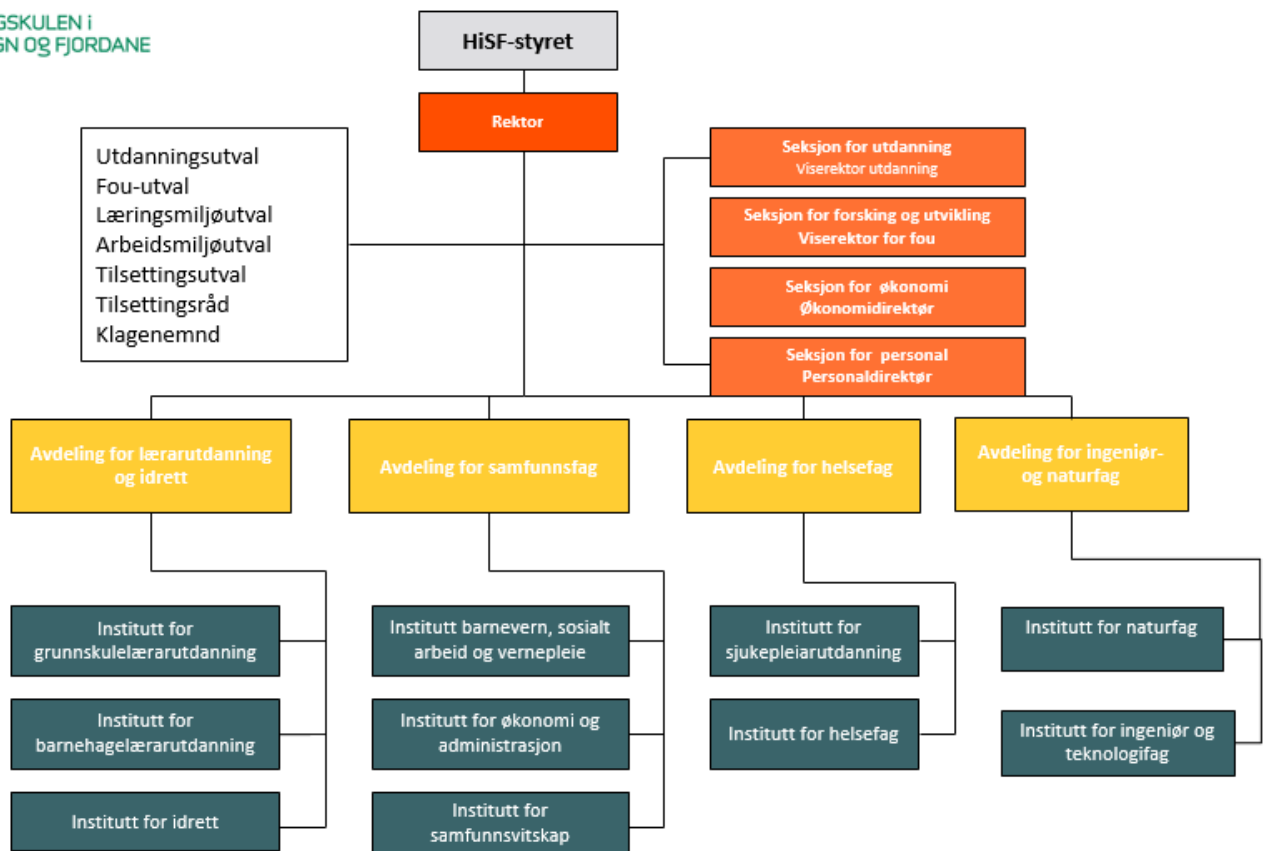 GSKULEN i
GN OG FJORDANE
HiSF-styret
Rektor
Utdanningsutval
Fou-utval
Læringsmiljøutval
Arbeidsmiljøutval
Tilsettingsutval
Tilsettingsråd
Klagenemnd
Seksjon for utdanning
Viserektor utdanning
Seksjon for forsking og utvikling
Viserektor for fou
Seksjon for økonomi
Økonomidirektør
Seksjon for personal
Personaldirektør
Avdeling for lærarutdanning
og idrett
Avdeling for samfunnsfag
Avdeling for helsefag
Avdeling for ingeniør-
og naturfag
Institutt for
grunnskulelærarutdanning
Institutt for
barnehagelærarutdanning
Institutt for idrett
Institutt barnevern, sosialt
arbeid og vernepleie
Institutt for økonomi og
administrasjon
Institutt for
samfunnsvitskap
Institutt for
sjukepleiarutdanning
Institutt for helsefag
Institutt for naturfag
Institutt for ingeniør og
teknologifag